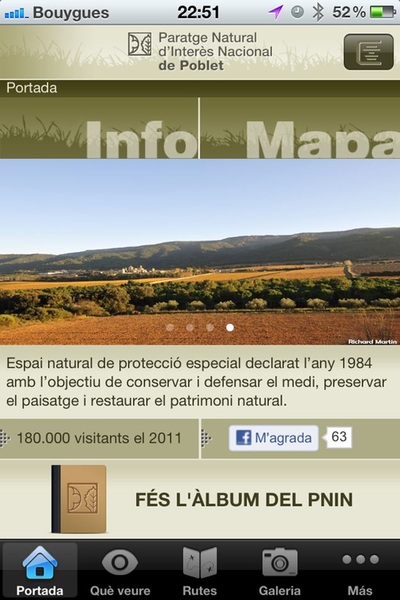 Bouygues 22:51 52%
Paratge Natural
d'Interès Nacional
de Poblet
Portada
Info Mapa
Richard Martín
Espai natural de protecció especial declarat l'any 1984
amb l'objectiu de conservar i defensar el medi, preservar
el paisatge i restaurar el patrimoni natural.
180.000 visitants el 2011 f M'agrada 63
FÉS L'ÀLBUM DEL PNIN
Portada Què veure Rutes Galeria Más